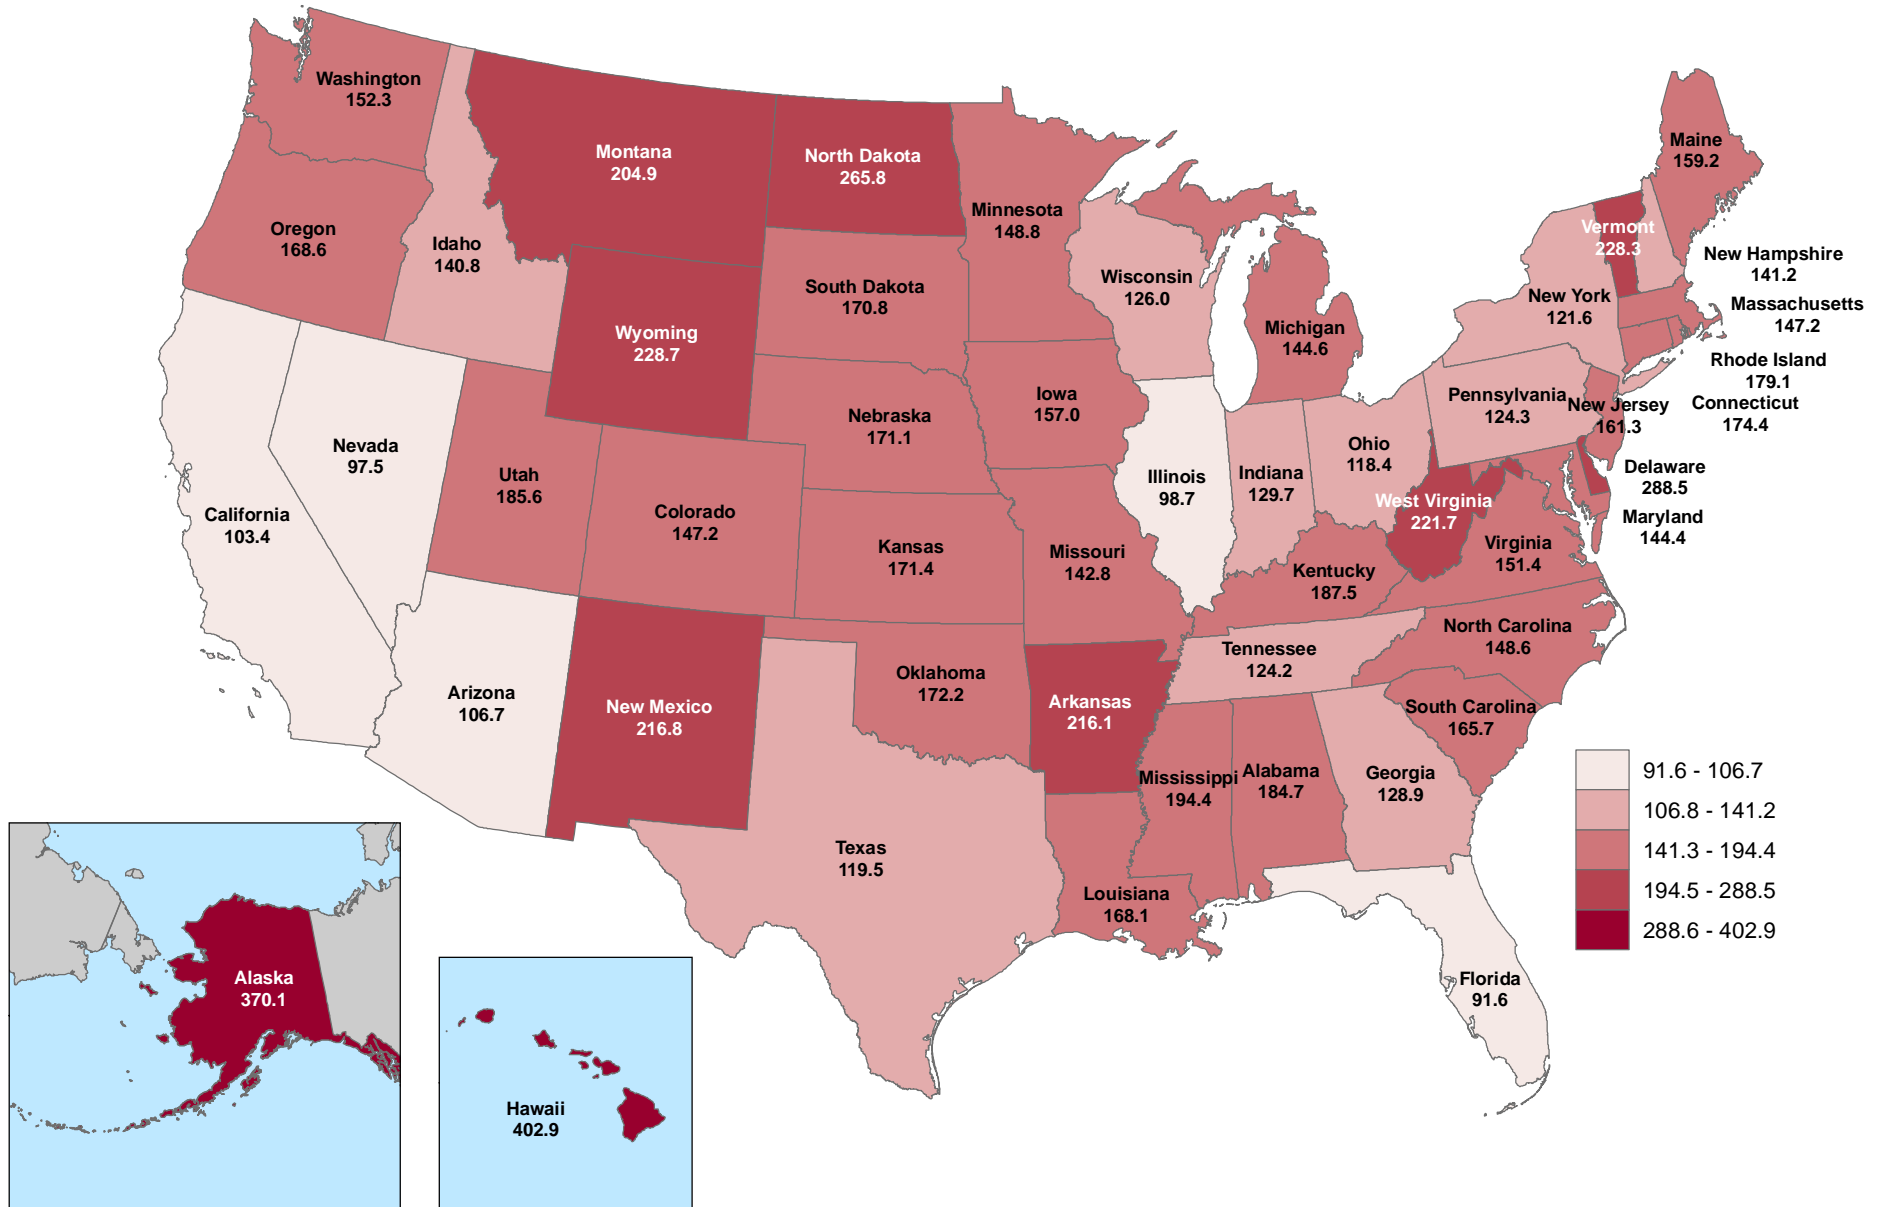 Washington
152.3
Oregon
168.6
Idaho
140.8
Montana
204.9
North Dakota
265.8
Minnesota
148.8
South Dakota
170.8
Wyoming
228.7
Wisconsin
126.0
Michigan
144.6
Maine
159.2
Vermont
228.3
New Hampshire
141.2
New York
121.6
Massachusetts
147.2
Rhode Island
179.1
Connecticut
174.4
Pennsylvania
124.3
New Jersey
161.3
Nebraska
171.1
Iowa
157.0
Nevada
97.5
Utah
185.6
Colorado
147.2
California
103.4
Illinois
98.7
Indiana
129.7
Ohio
118.4
West Virginia
221.7
Delaware
288.5
Maryland
144.4
Virginia
151.4
Kansas
171.4
Missouri
142.8
Kentucky
187.5
North Carolina
148.6
Tennessee
124.2
South Carolina
165.7
Arizona
106.7
New Mexico
216.8
Oklahoma
172.2
Arkansas
216.1
Mississippi
194.4
Alabama
184.7
Georgia
128.9
Texas
119.5
Louisiana
168.1
Florida
91.6
Alaska
370.1
Hawaii
402.9
91.6 - 106.7
106.8 - 141.2
141.3 - 194.4
194.5 - 288.5
288.6 - 402.9